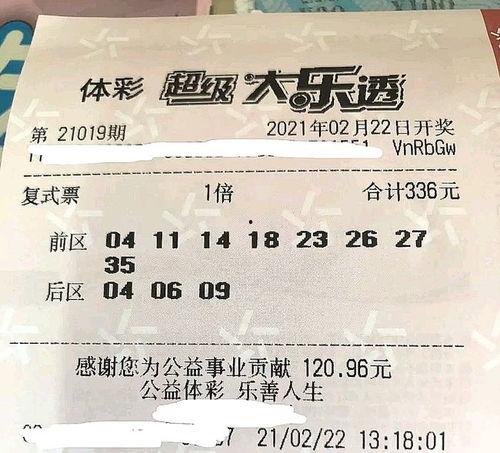 体彩 超级大乐透
第 21019期 2021年02月22日开奖
VnRbGw
复式票 1倍 合计336元
前区 04 11 14 18 23 26 27
35
后区 04 06 09
感谢您为公益事业贡献 120.96元
公益体彩 乐善人生
21/02/22 13:18:01